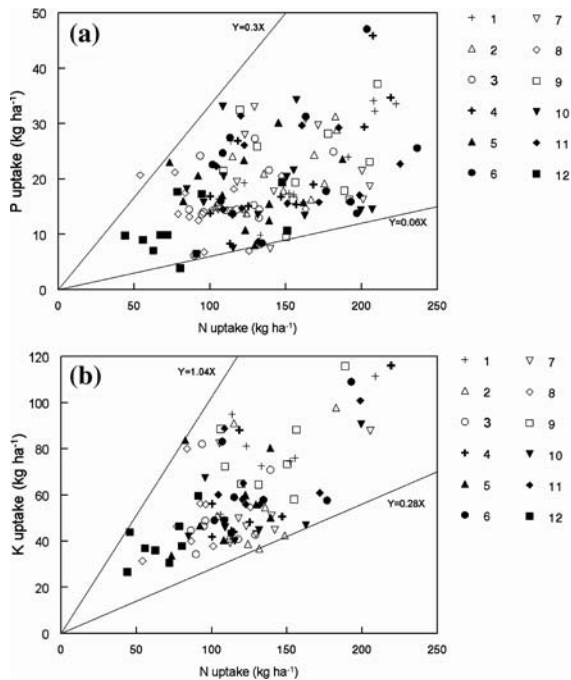 (a)
Y=0.3X
Y=0.06X
P uptake (kg ha-1)
50
40
30
20
10
0
0 50 100 150 200 250
N uptake (kg ha-1)
1 7
2 8
3 9
4 10
5 11
6 12
(b)
Y=1.04X
Y=0.28X
K uptake (kg ha-1)
120
100
80
60
40
20
0
0 50 100 150 200 250
N uptake (kg ha-1)
1 7
2 8
3 9
4 10
5 11
6 12